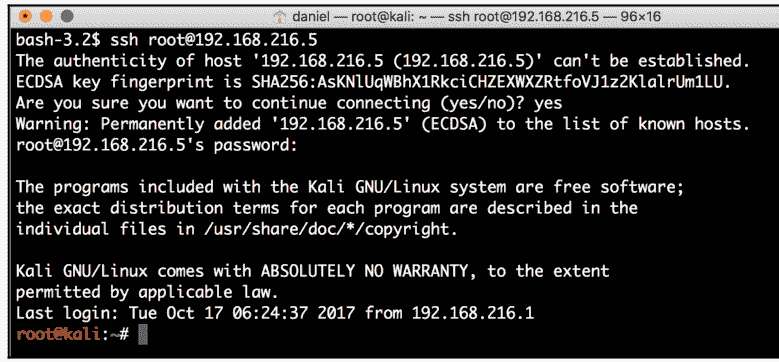 daniel — root@kali: ~ — ssh root@192.168.216.5 — 96×16
bash-3.2$ ssh root@192.168.216.5
The authenticity of host '192.168.216.5 (192.168.216.5)' can't be established.
ECDSA key fingerprint is SHA256:AsKNlUqWBhX1RkciCHZEXWXZRtfoVJ1z2KlalrUm1LU.
Are you sure you want to continue connecting (yes/no)? yes
Warning: Permanently added '192.168.216.5' (ECDSA) to the list of known hosts.
root@192.168.216.5's password:
The programs included with the Kali GNU/Linux system are free software;
the exact distribution terms for each program are described in the
individual files in /usr/share/doc/*/copyright.
Kali GNU/Linux comes with ABSOLUTELY NO WARRANTY, to the extent
permitted by applicable law.
Last login: Tue Oct 17 06:24:37 2017 from 192.168.216.1
root@kali:~#